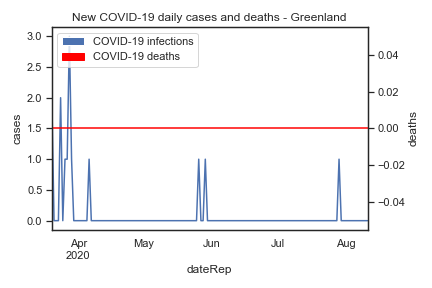 New COVID-19 daily cases and deaths - Greenland
COVID-19 infections
COVID-19 deaths
3.0
2.5
2.0
1.5
1.0
0.5
0.0
cases
0.04
0.02
0.00
−0.02
−0.04
deaths
Apr
2020
May
Jun
Jul
Aug
dateRep